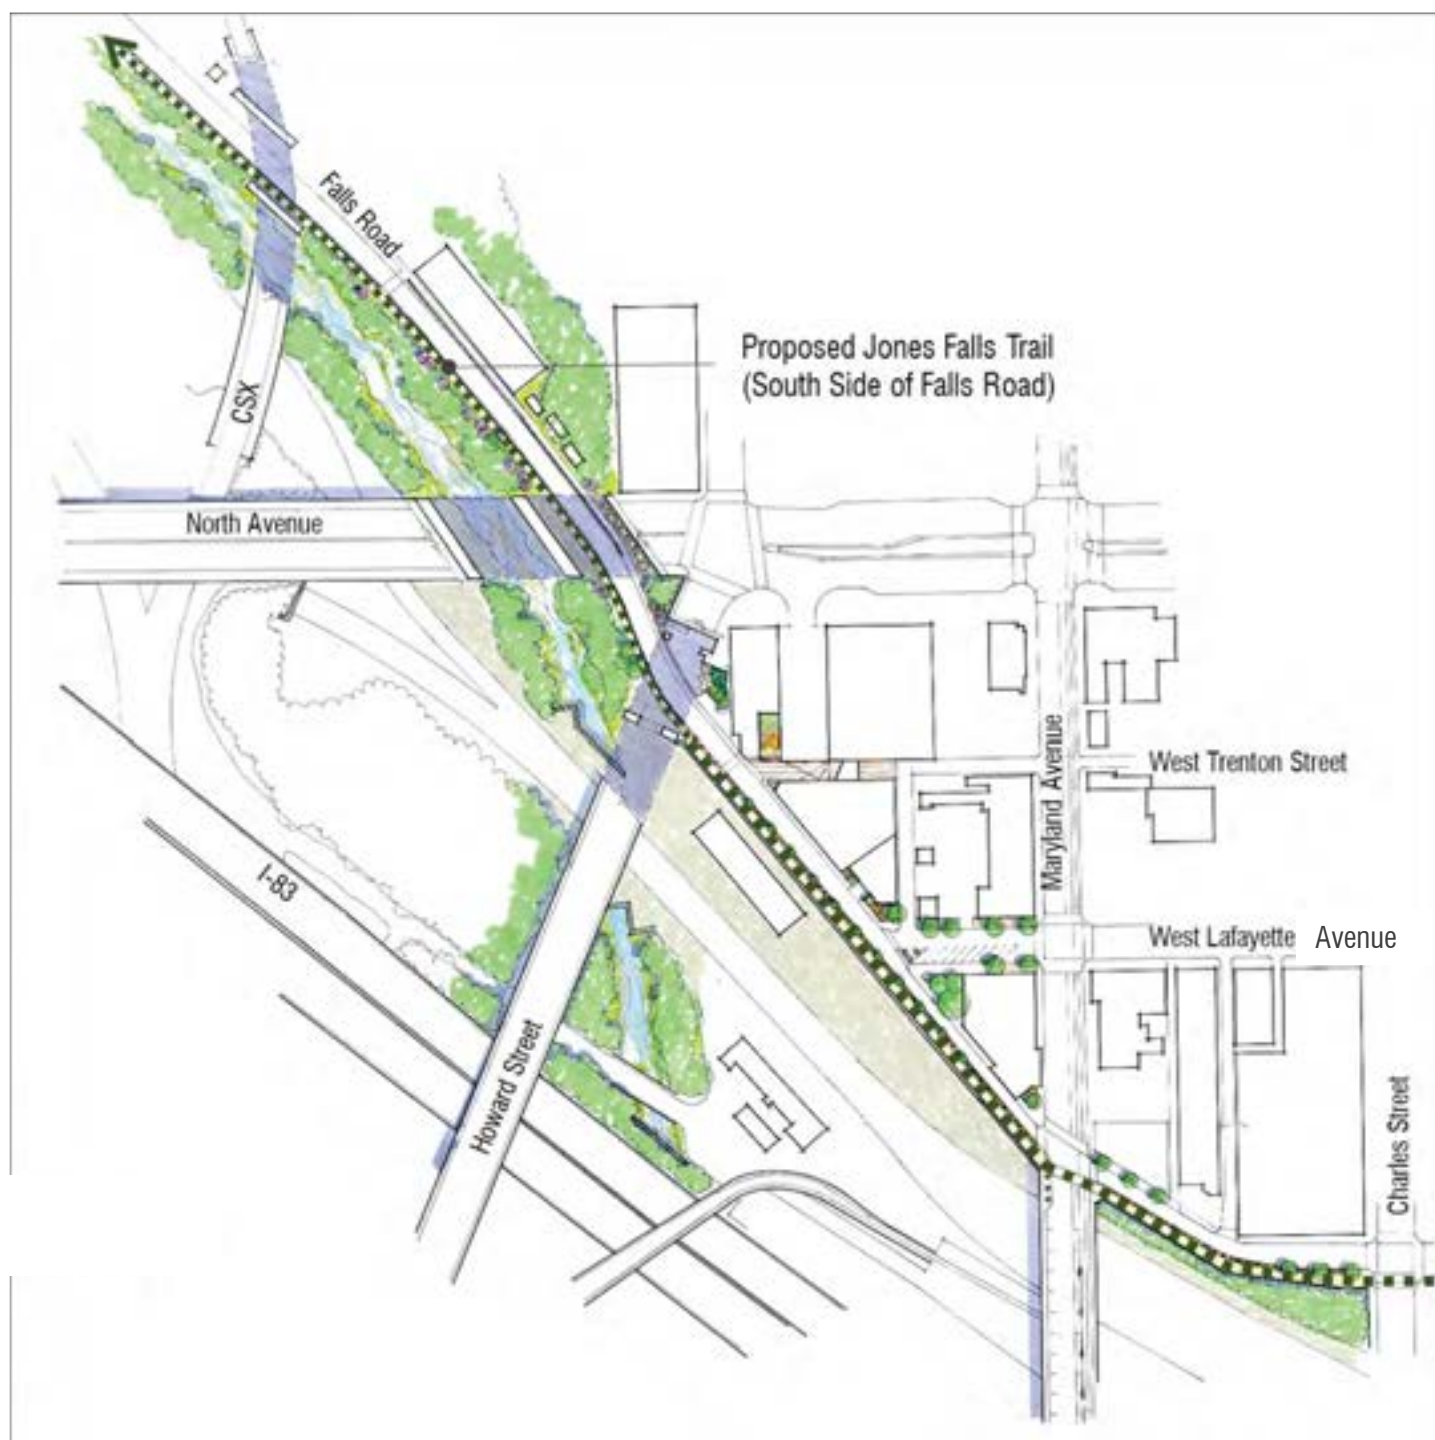 Falls Road
Proposed Jones Falls Trail
(South Side of Falls Road)
CSX
North Avenue
West Trenton Street
Maryland Avenue
I-83
West Lafayette Avenue
Howard Street
Charles Street